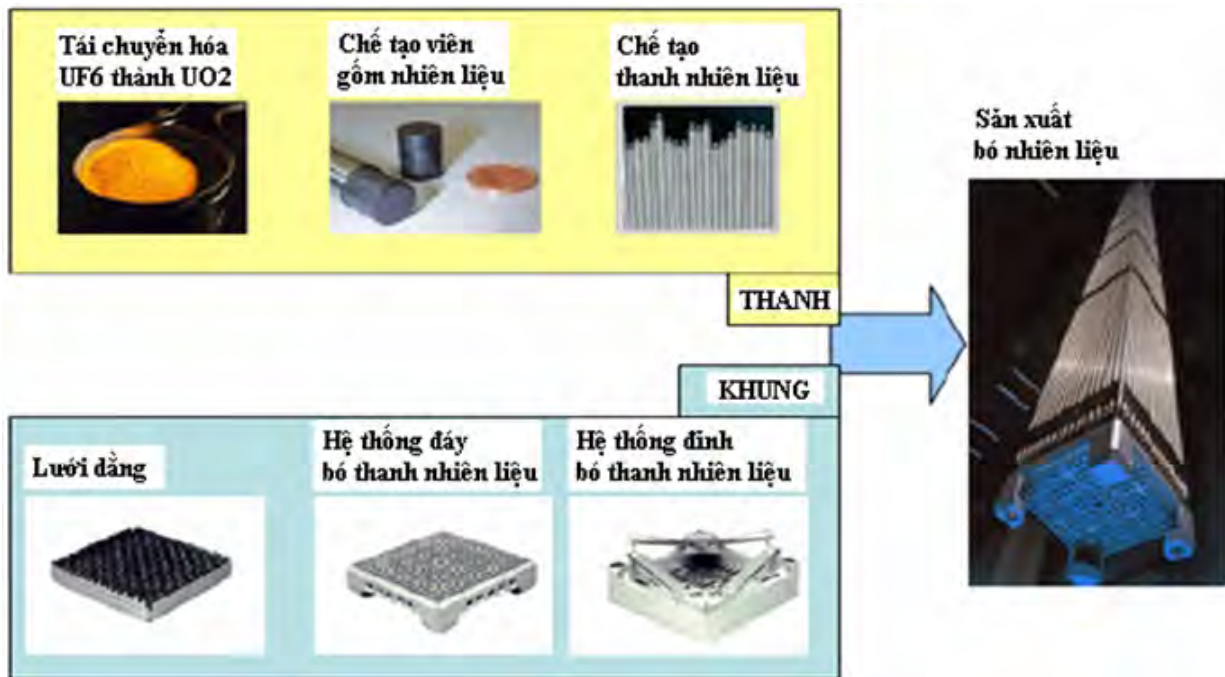 Tái chuyển hóa
UF6 thành UO2
Chế tạo viên
gốm nhiên liệu
Chế tạo
thanh nhiên liệu
THANH
Sản xuất
bó nhiên liệu
KHUNG
Lưới dằng
Hệ thống đáy
bó thanh nhiên liệu
Hệ thống đỉnh
bó thanh nhiên liệu